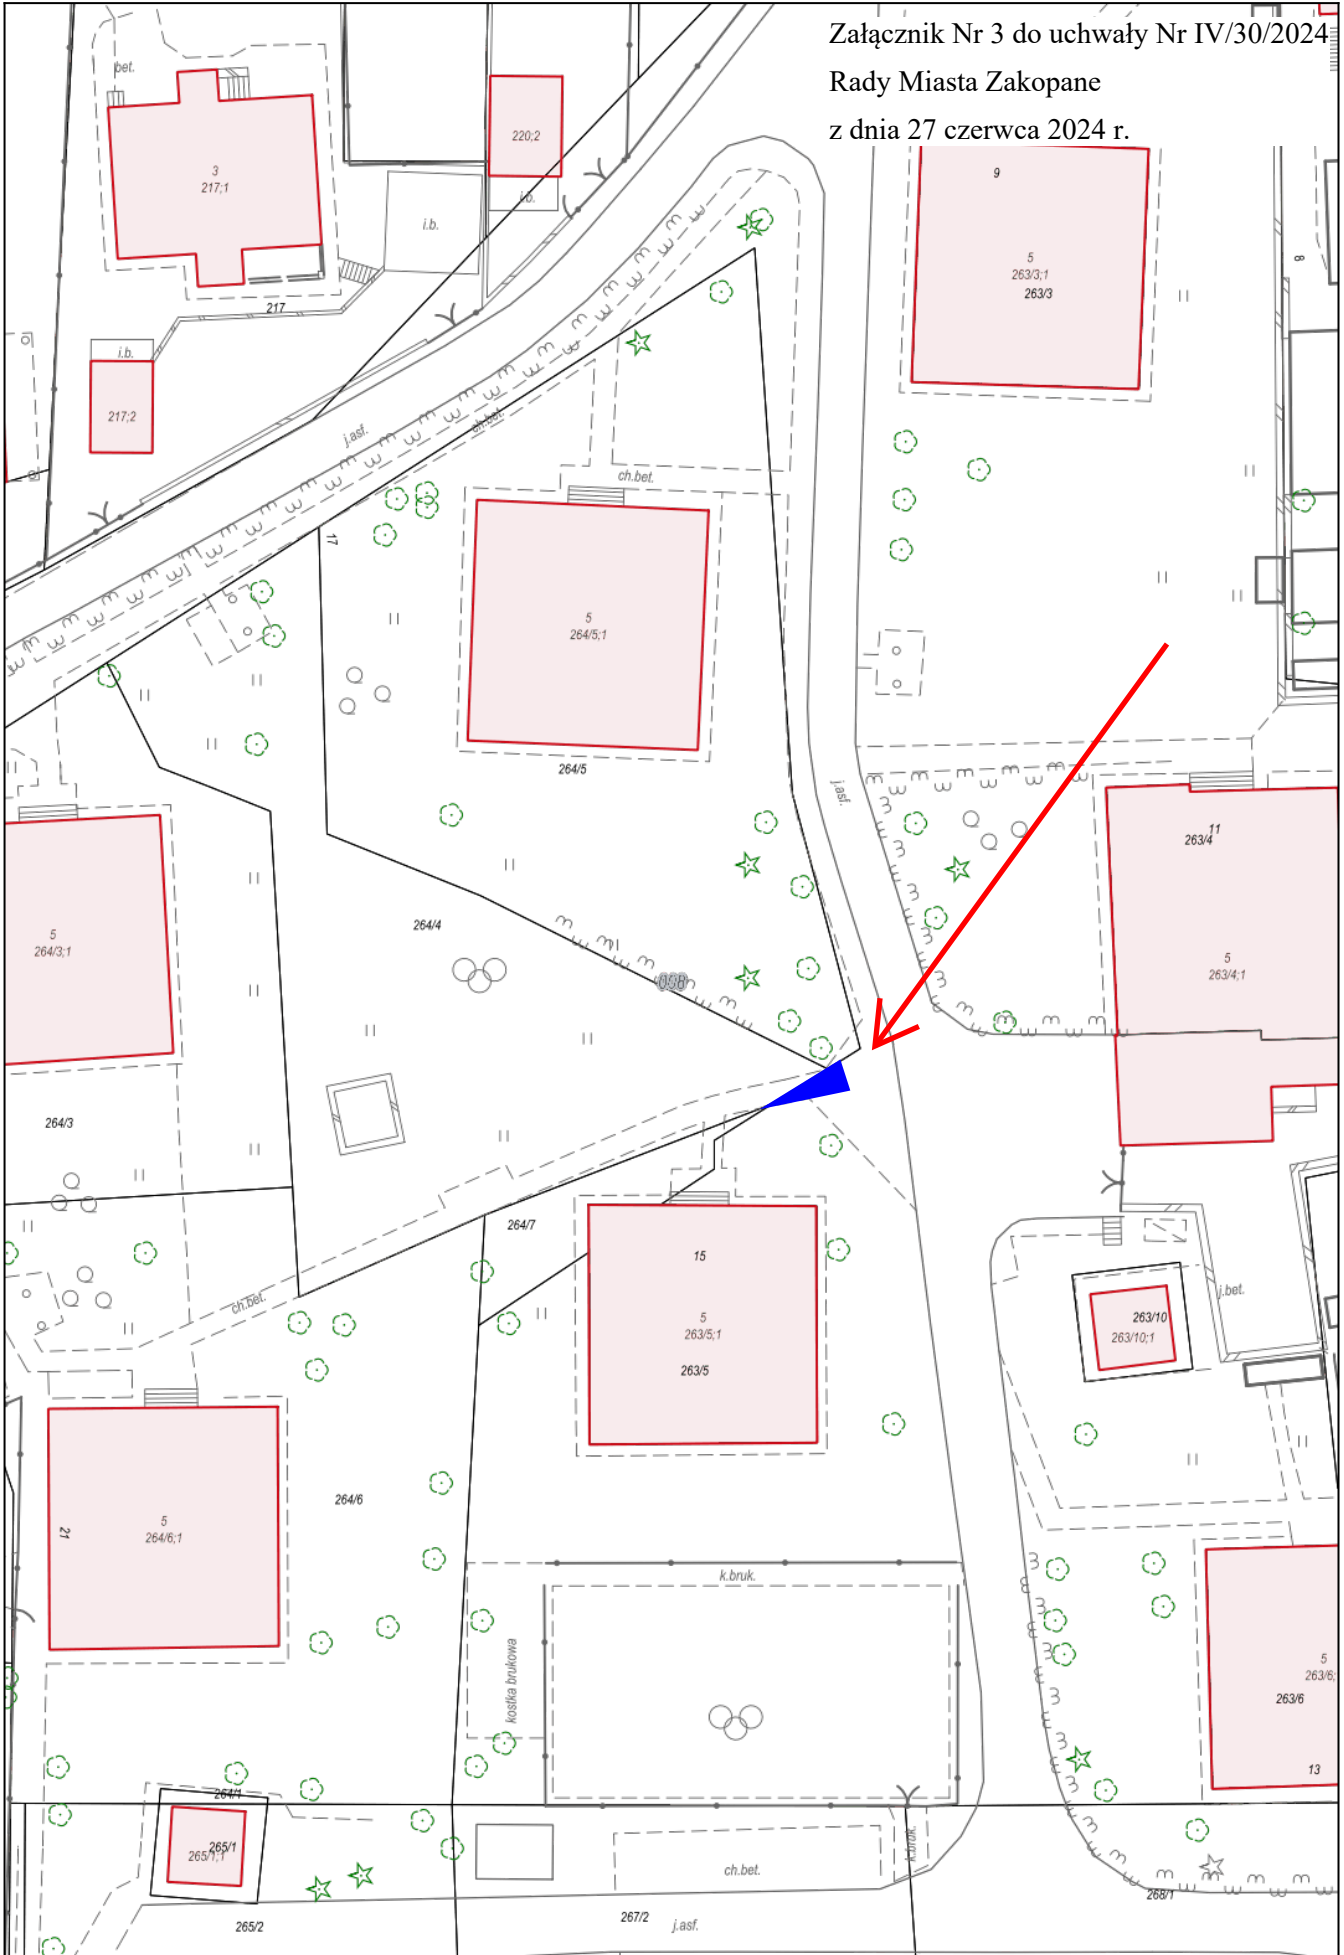 Załącznik Nr 3 do uchwały Nr IV/30/2024
Rady Miasta Zakopane
z dnia 27 czerwca 2024 r.
bet.
3
217;1
220;2
i.b.
i.b.
9
5
263/3;1
263/3
8
217
i.b.
217;2
j.asf.
ch.bet.
ch.bet.
17
5
264/5;1
264/5
j.asf.
11
263/4
5
264/3;1
264/4
008
5
263/4;1
264/3
264/7
15
5
263/5;1
263/5
ch.bet.
j.bet.
263/10
263/10;1
264/6
21
5
264/6;1
k.bruk.
kostka brukowa
5
263/6;
263/6
13
264/1
265/1
265/1;1
k.bruk.
ch.bet.
268/1
265/2
267/2
j.asf.